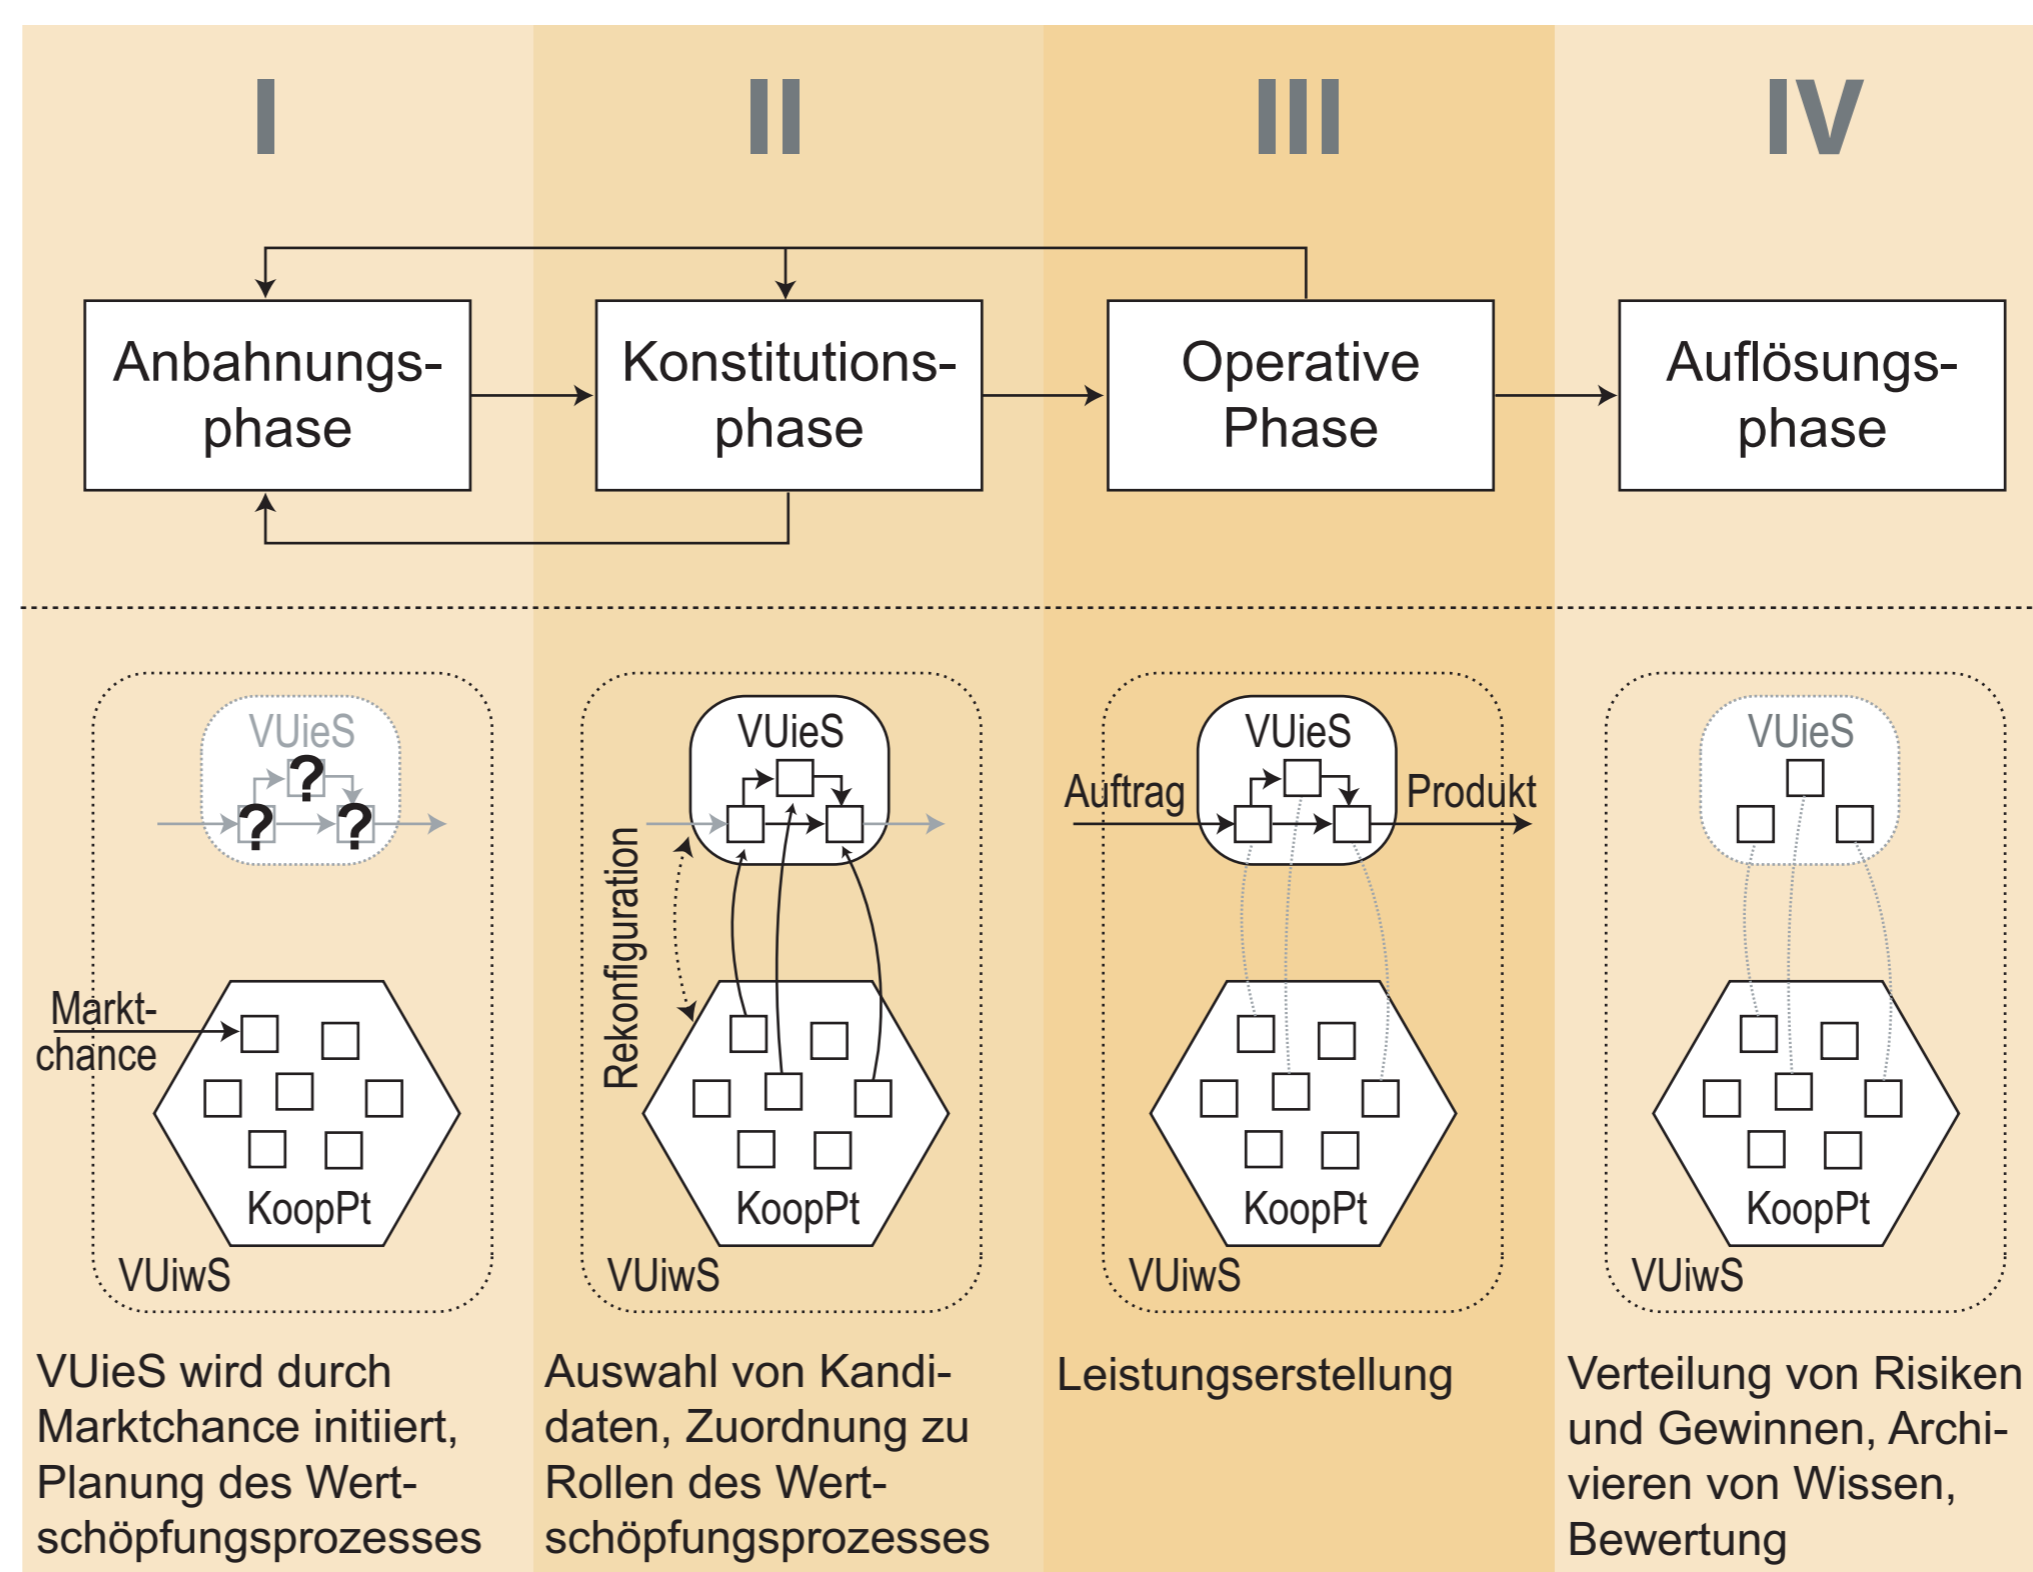 I
II
III
IV
Anbahnungs-
phase
Konstitutions-
phase
Operative
Phase
Auflösungs-
phase
VUieS
?
?
?
Markt-
chance
KoopPt
VUiwS
VUieS
Rekonfiguration
KoopPt
VUiwS
VUieS
Auftrag
Produkt
KoopPt
VUiwS
VUieS
KoopPt
VUiwS
VUieS wird durch
Marktchance initiiert,
Planung des Wert-
schöpfungsprozesses
Auswahl von Kandi-
daten, Zuordnung zu
Rollen des Wert-
schöpfungsprozesses
Leistungserstellung
Verteilung von Risiken
und Gewinnen, Archi-
vieren von Wissen,
Bewertung